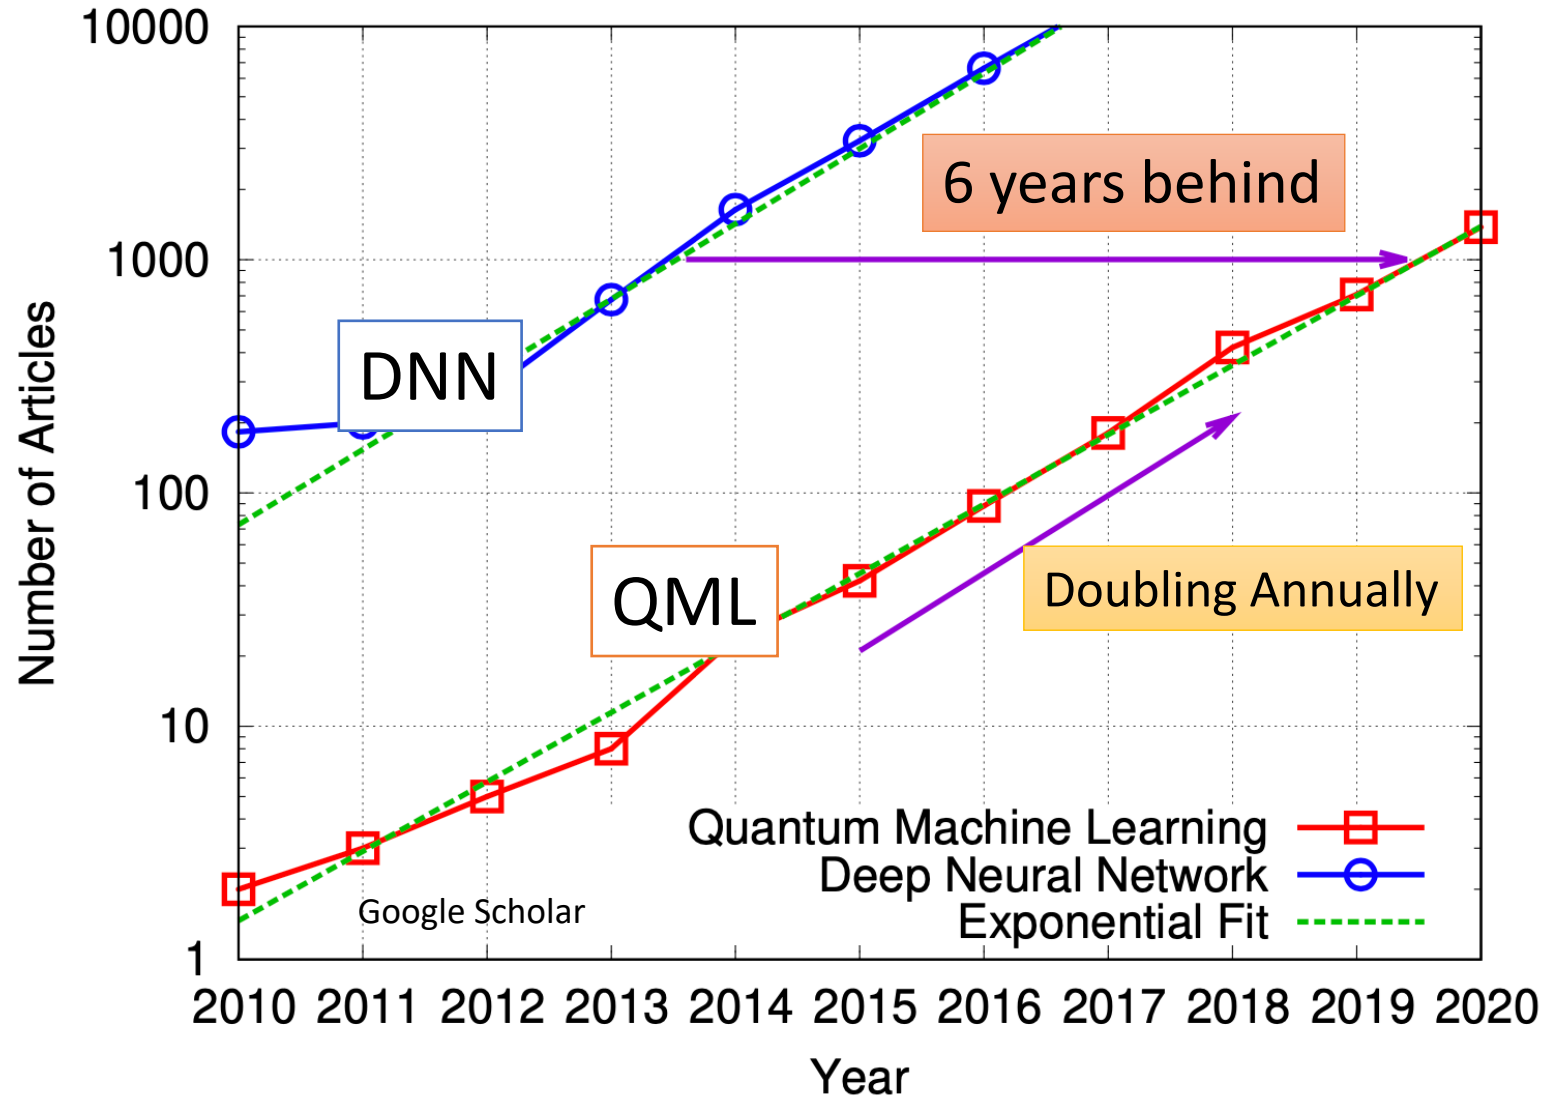 10000
1000
100
10
1
Number of Articles
6 years behind
DNN
QML
Doubling Annually
Quantum Machine Learning
Deep Neural Network
Exponential Fit
Google Scholar
2010 2011 2012 2013 2014 2015 2016 2017 2018 2019 2020
Year